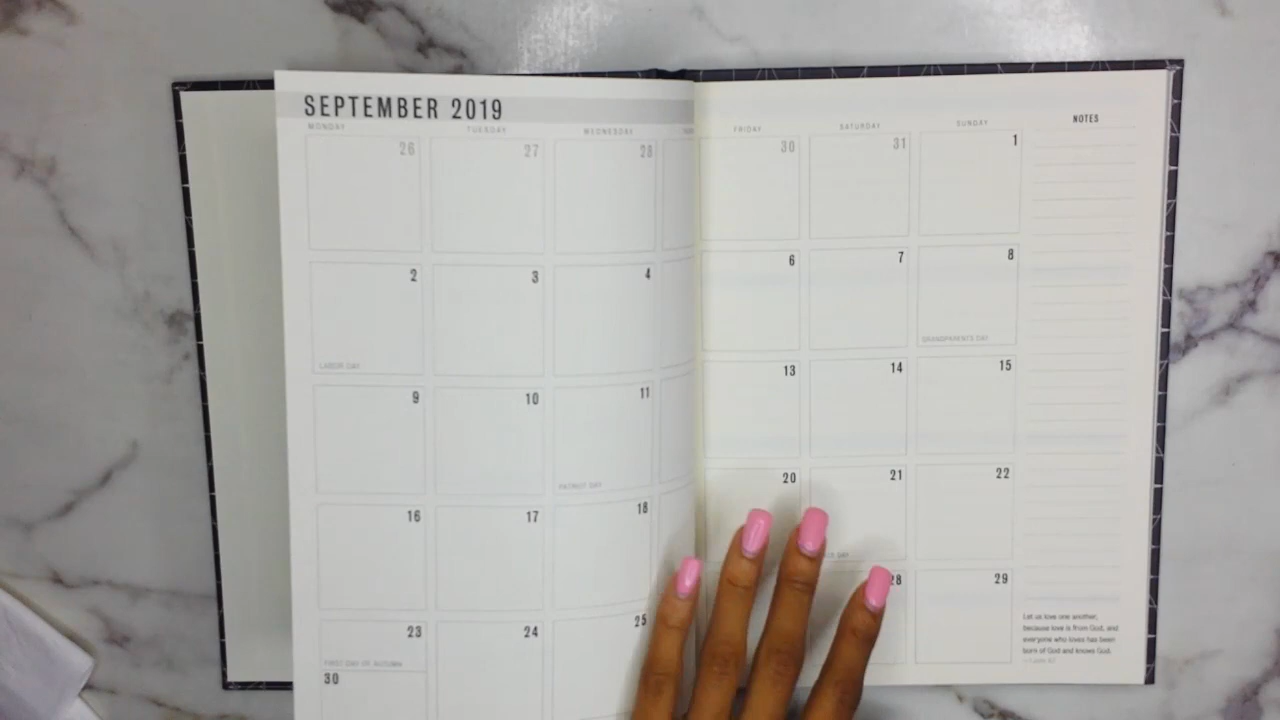 SEPTEMBER 2019
MONDAY TUESDAY WEDNESDAY FRIDAY SATURDAY SUNDAY NOTES
26 27 28 30 31 1
2 3 4 6 7 8
LABOR DAY GRANDPARENTS DAY
9 10 11 13 14 15
PATRIOT DAY
16 17 18 20 21 22
DAY
23 24 25 28 29
FIRST DAY OF AUTUMN
30
Let us love one another,
because love is from God, and
everyone who loves has been
born of God and knows God.